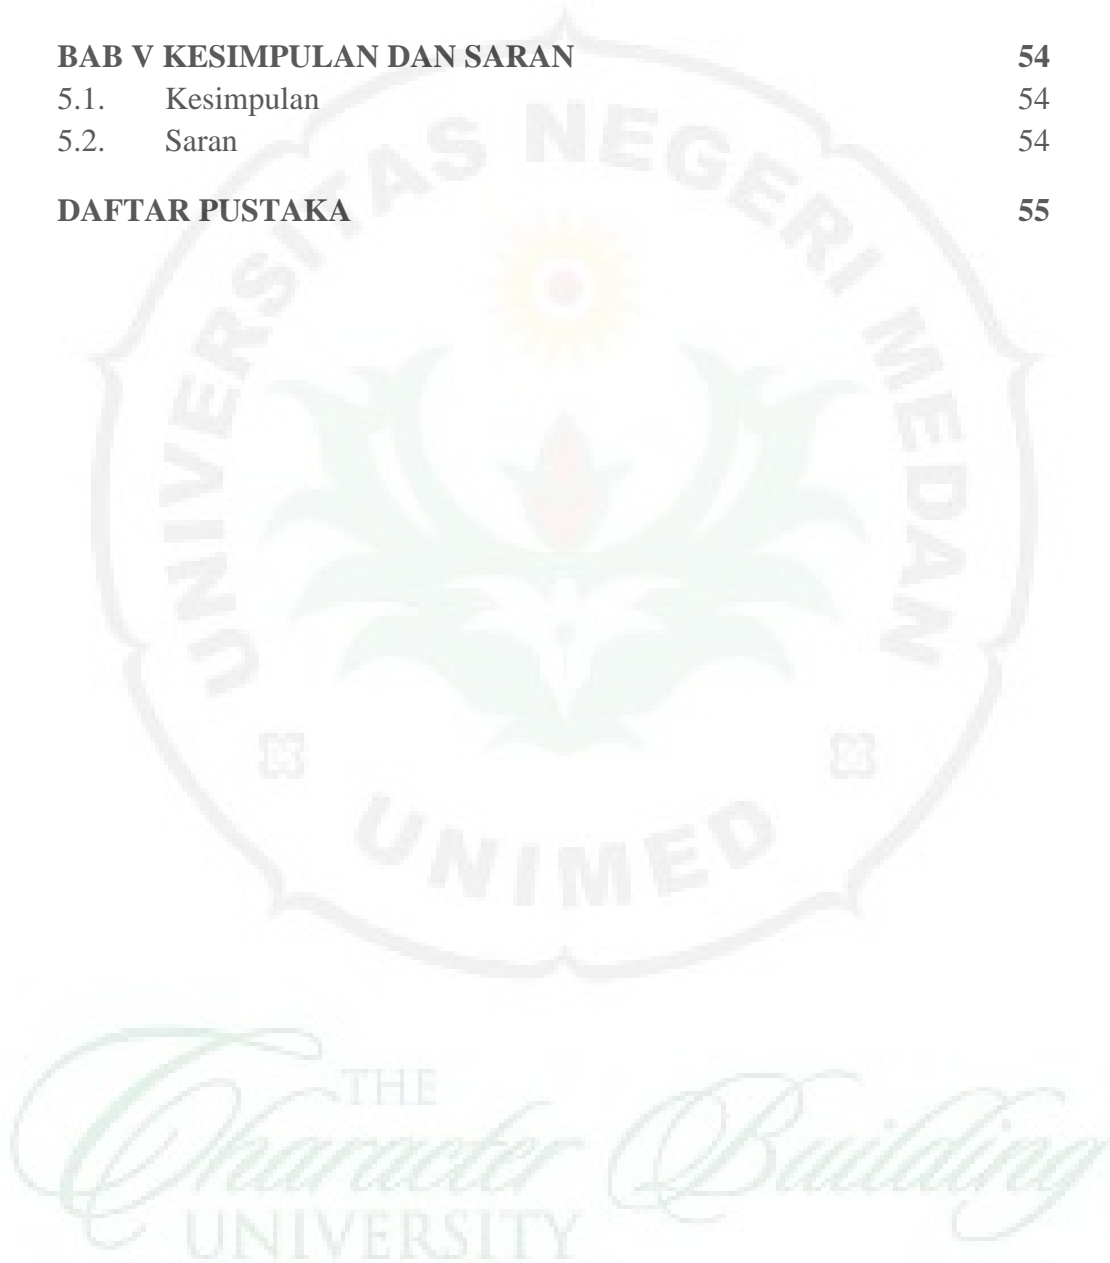 BAB V KESIMPULAN DAN SARAN 54
5.1. Kesimpulan 54
5.2. Saran 54
DAFTAR PUSTAKA 55
UNIVERSITAS NEGERI MEDAN
UNIMED
THE
Character Building
UNIVERSITY